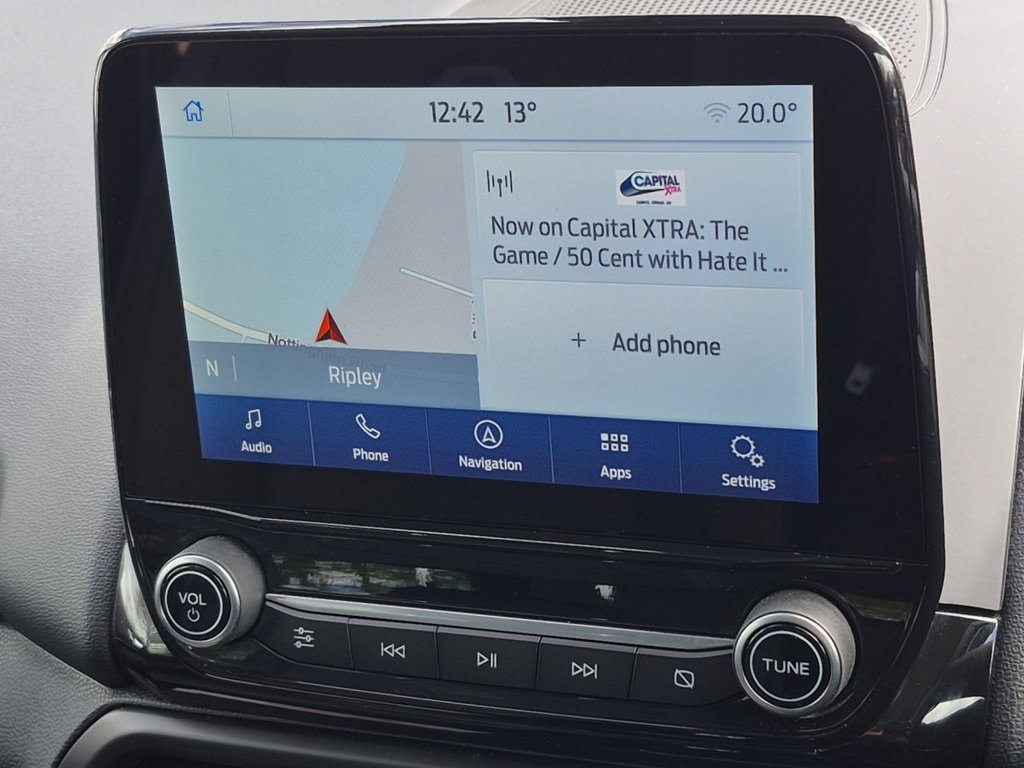 12:42 13° 20.0°
CAPITAL
XTRA
Now on Capital XTRA: The
Game / 50 Cent with Hate It ...
+ Add phone
N Ripley
Audio Phone Navigation Apps Settings
VOL
TUNE